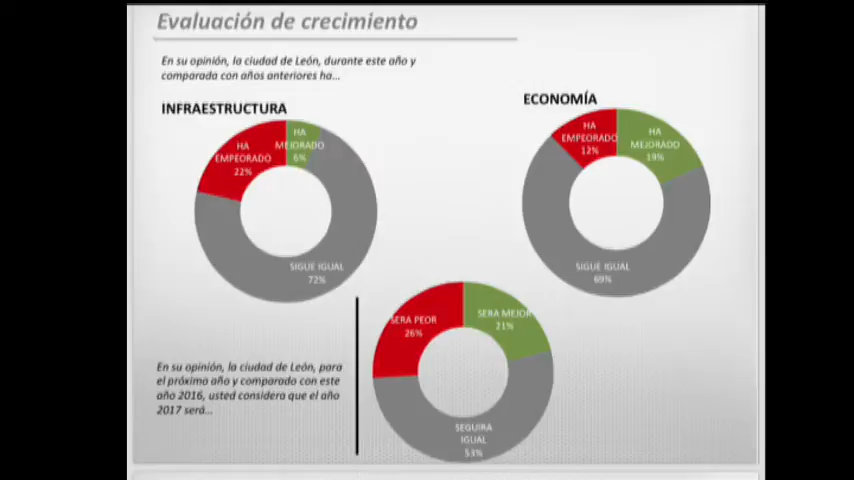 Evaluación de crecimiento
En su opinión, la ciudad de León, durante este año y
comparada con años anteriores ha...
INFRAESTRUCTURA
HA
EMPEORADO
22%
HA
MEJORADO
6%
SIGUE IGUAL
72%
ECONOMÍA
HA
EMPEORADO
12%
HA
MEJORADO
19%
SIGUE IGUAL
69%
En su opinión, la ciudad de León, para
el próximo año y comparado con este
año 2016, usted considera que el año
2017 será...
SERA PEOR
26%
SERA MEJOR
21%
SEGUIRA
IGUAL
53%